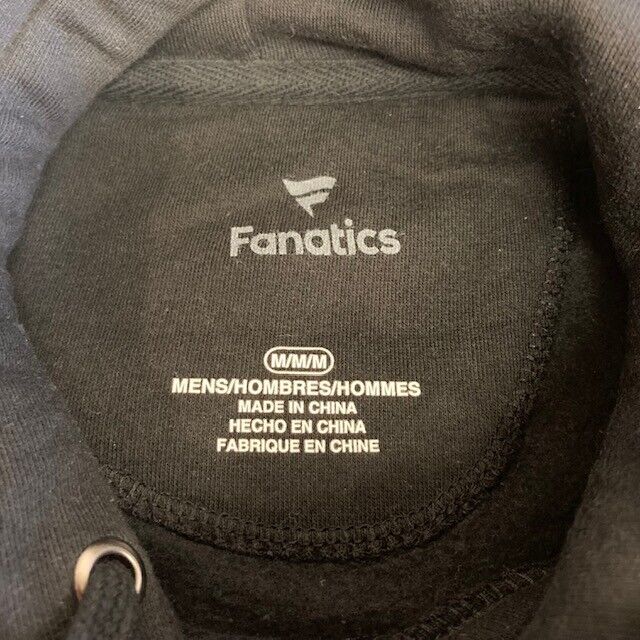 Fanatics
M/M/M
MENS/HOMBRES/HOMMES
MADE IN CHINA
HECHO EN CHINA
FABRIQUE EN CHINE